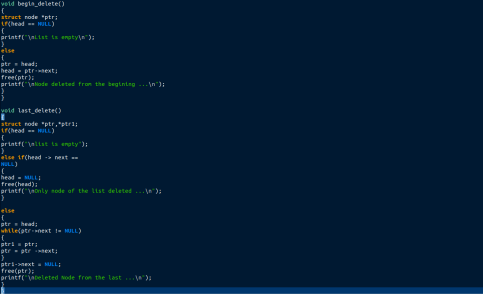 void begin_delete()
{
struct node *ptr;
if(head == NULL)
{
printf("\nList is empty\n");
}
else
{
ptr = head;
head = ptr->next;
free(ptr);
printf("\nNode deleted from the begining ...\n");
}
}
void last_delete()
{
struct node *ptr,*ptr1;
if(head == NULL)
{
printf("\nlist is empty");
}
else if(head -> next ==
NULL)
{
head = NULL;
free(head);
printf("\nOnly node of the list deleted ...\n");
}
else
{
ptr = head;
while(ptr->next != NULL)
{
ptr1 = ptr;
ptr = ptr ->next;
}
ptr1->next = NULL;
free(ptr);
printf("\nDeleted Node from the last ...\n");
}
}